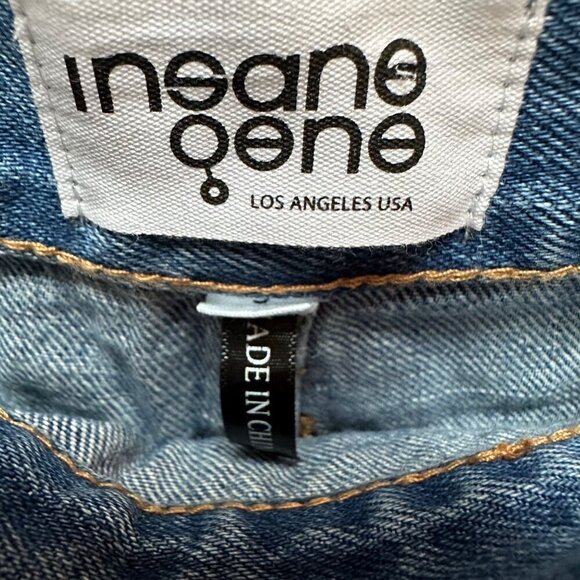 insane
gene
LOS ANGELES USA
S
ADE IN CHI